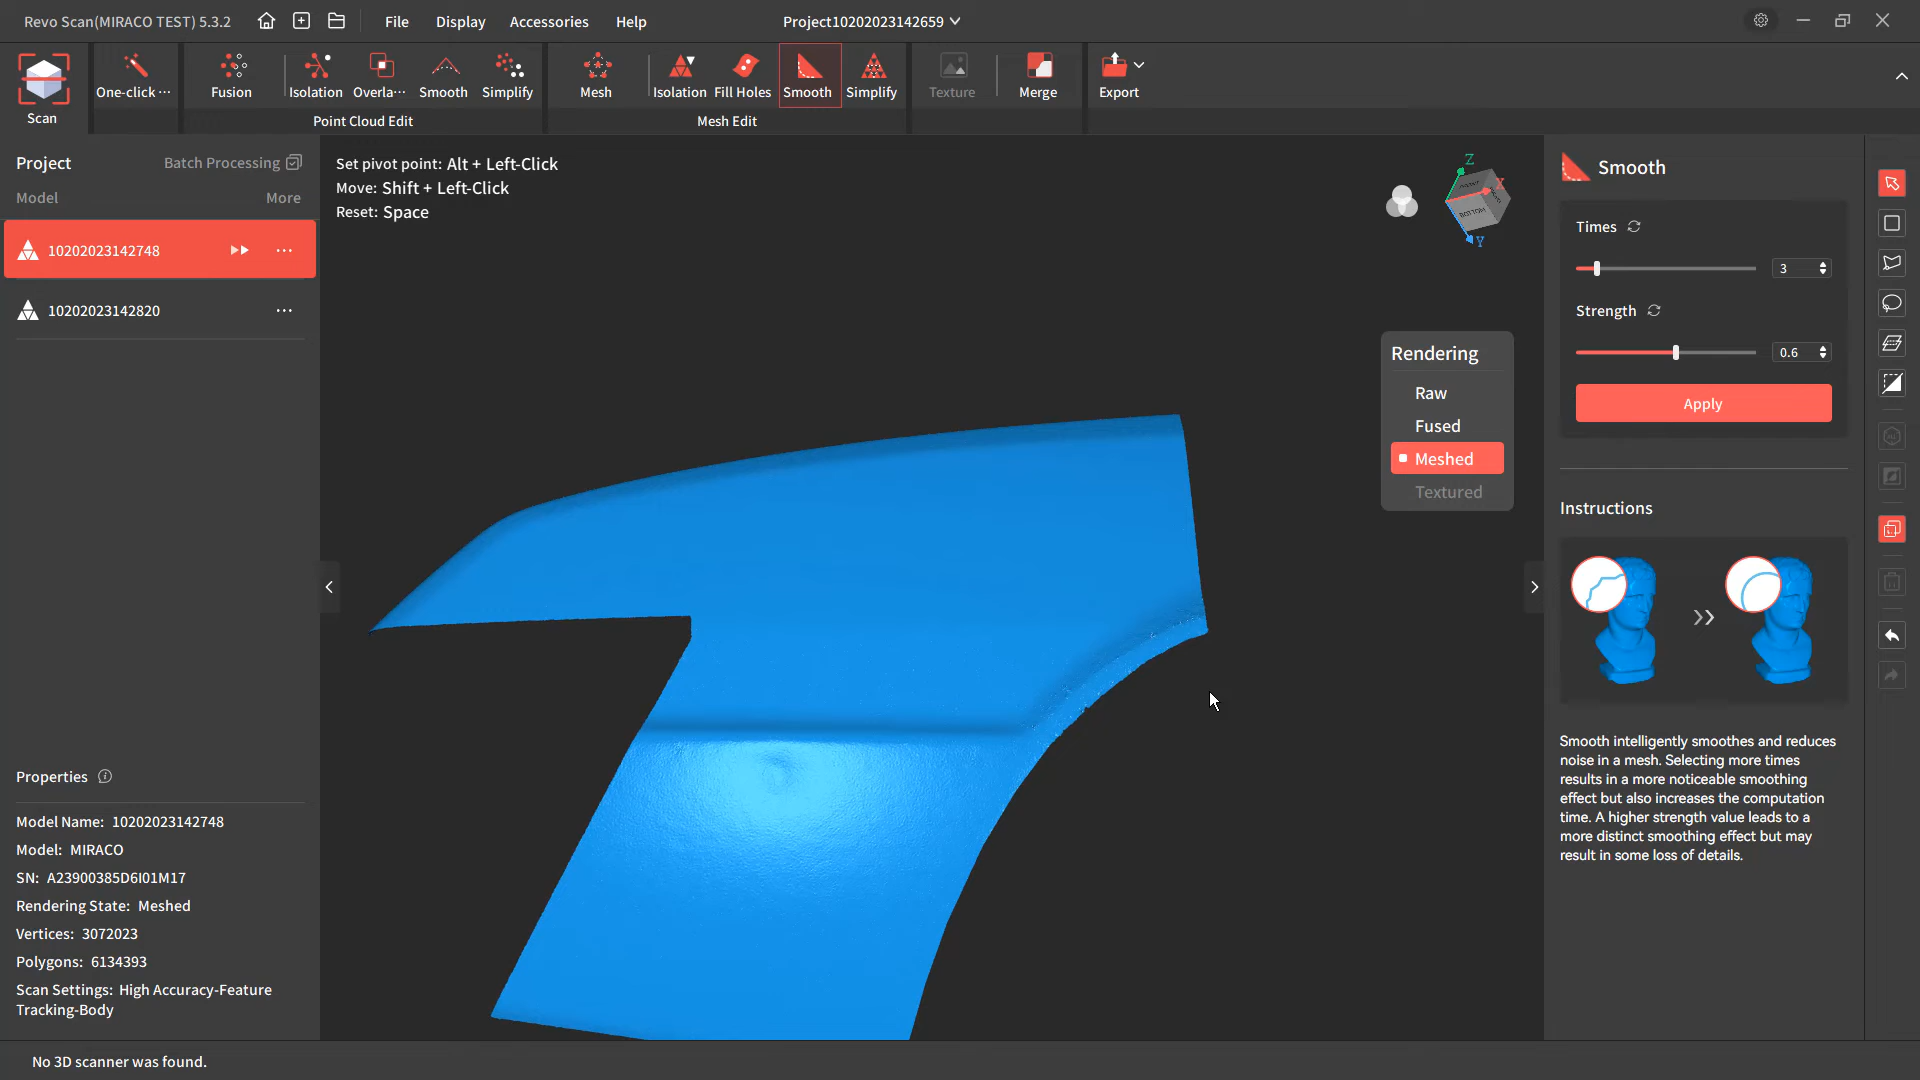 Revo Scan(MIRACO TEST) 5.3.2
File
Display
Accessories
Help
Project10202023142659
Scan
One-click ···
Fusion
Isolation
Overla···
Smooth
Simplify
Point Cloud Edit
Mesh
Isolation
Fill Holes
Smooth
Simplify
Mesh Edit
Texture
Merge
Export
Project
Batch Processing
Model
More
10202023142748
10202023142820
Set pivot point: Alt + Left-Click
Move: Shift + Left-Click
Reset: Space
Z
X
BOTTOM
Y
Rendering
Raw
Fused
Meshed
Textured
Smooth
Times
3
Strength
0.6
Apply
Instructions
Smooth intelligently smoothes and reduces
noise in a mesh. Selecting more times
results in a more noticeable smoothing
effect but also increases the computation
time. A higher strength value leads to a
more distinct smoothing effect but may
result in some loss of details.
Properties
Model Name: 10202023142748
Model: MIRACO
SN: A23900385D6I01M17
Rendering State: Meshed
Vertices: 3072023
Polygons: 6134393
Scan Settings: High Accuracy-Feature
Tracking-Body
No 3D scanner was found.